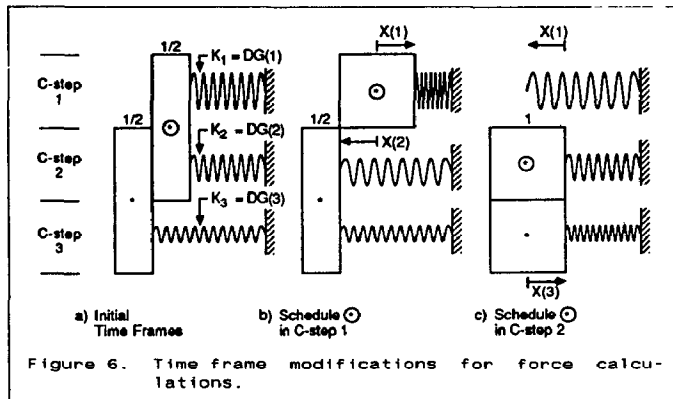 1/2
K1 = DG(1)
X(1)
X(1)
C-step
1
1/2
1/2
1
K2 = DG(2)
X(2)
C-step
2
K3 = DG(3)
C-step
3
X(3)
a) Initial
Time Frames
b) Schedule ⊙
in C-step 1
c) Schedule ⊙
in C-step 2
Figure 6. Time frame modifications for force calcu-
lations.